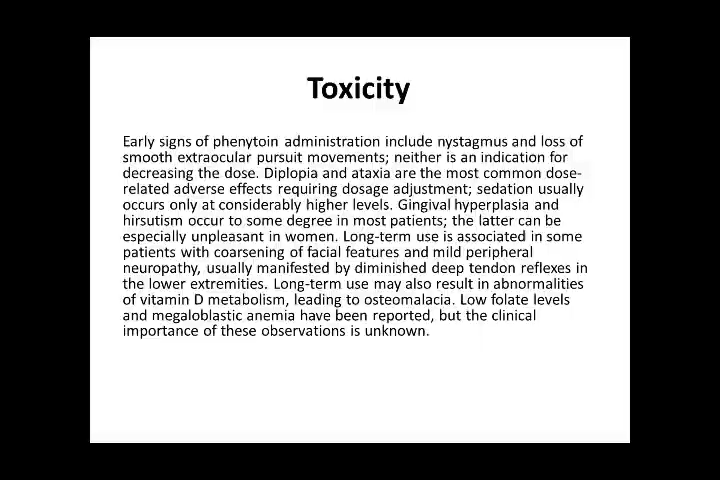 Toxicity
Early signs of phenytoin administration include nystagmus and loss of
smooth extraocular pursuit movements; neither is an indication for
decreasing the dose. Diplopia and ataxia are the most common dose-
related adverse effects requiring dosage adjustment; sedation usually
occurs only at considerably higher levels. Gingival hyperplasia and
hirsutism occur to some degree in most patients; the latter can be
especially unpleasant in women. Long-term use is associated in some
patients with coarsening of facial features and mild peripheral
neuropathy, usually manifested by diminished deep tendon reflexes in
the lower extremities. Long-term use may also result in abnormalities
of vitamin D metabolism, leading to osteomalacia. Low folate levels
and megaloblastic anemia have been reported, but the clinical
importance of these observations is unknown.